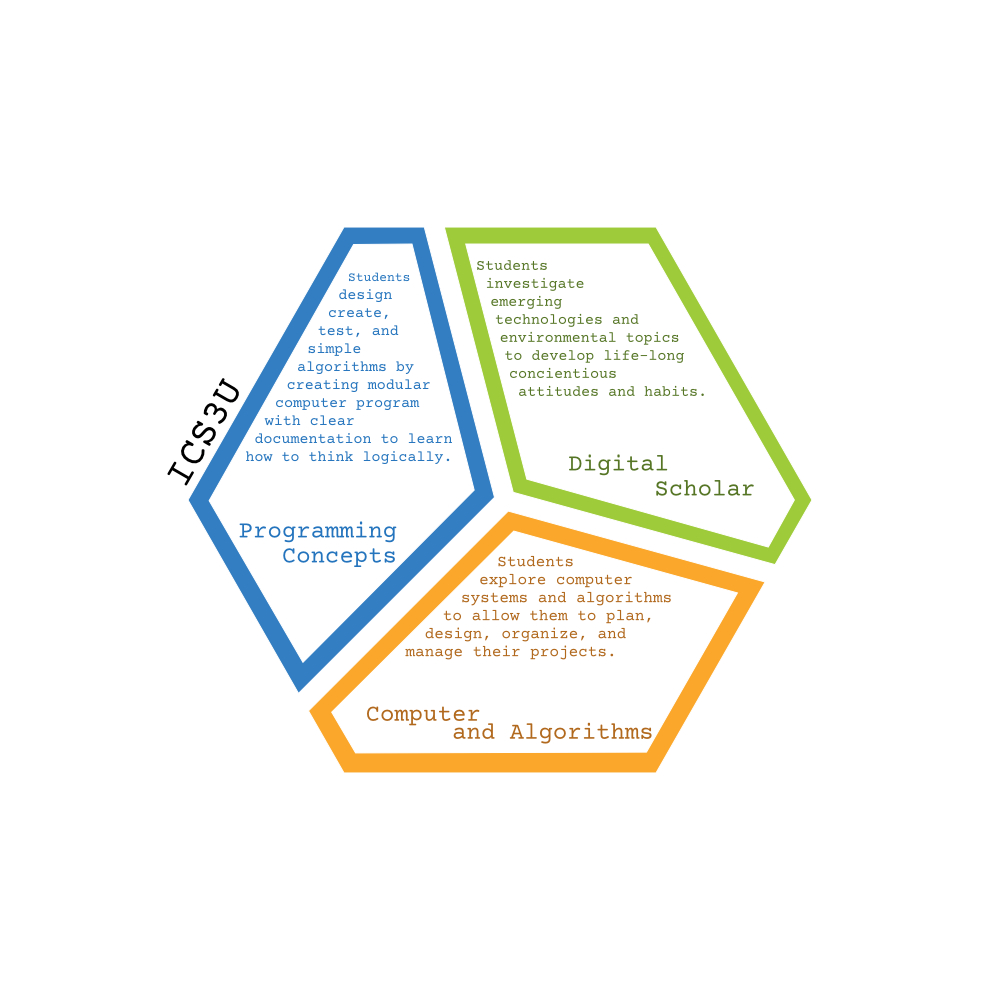 ICS3U
Students
design
create,
test, and
simple
algorithms by
creating modular
computer program
with clear
documentation to learn
how to think logically.
Programming
Concepts
Students
investigate
emerging
technologies and
environmental topics
to develop life-long
concientious
attitudes and habits.
Digital
Scholar
Students
explore computer
systems and algorithms
to allow them to plan,
design, organize, and
manage their projects.
Computer
and Algorithms